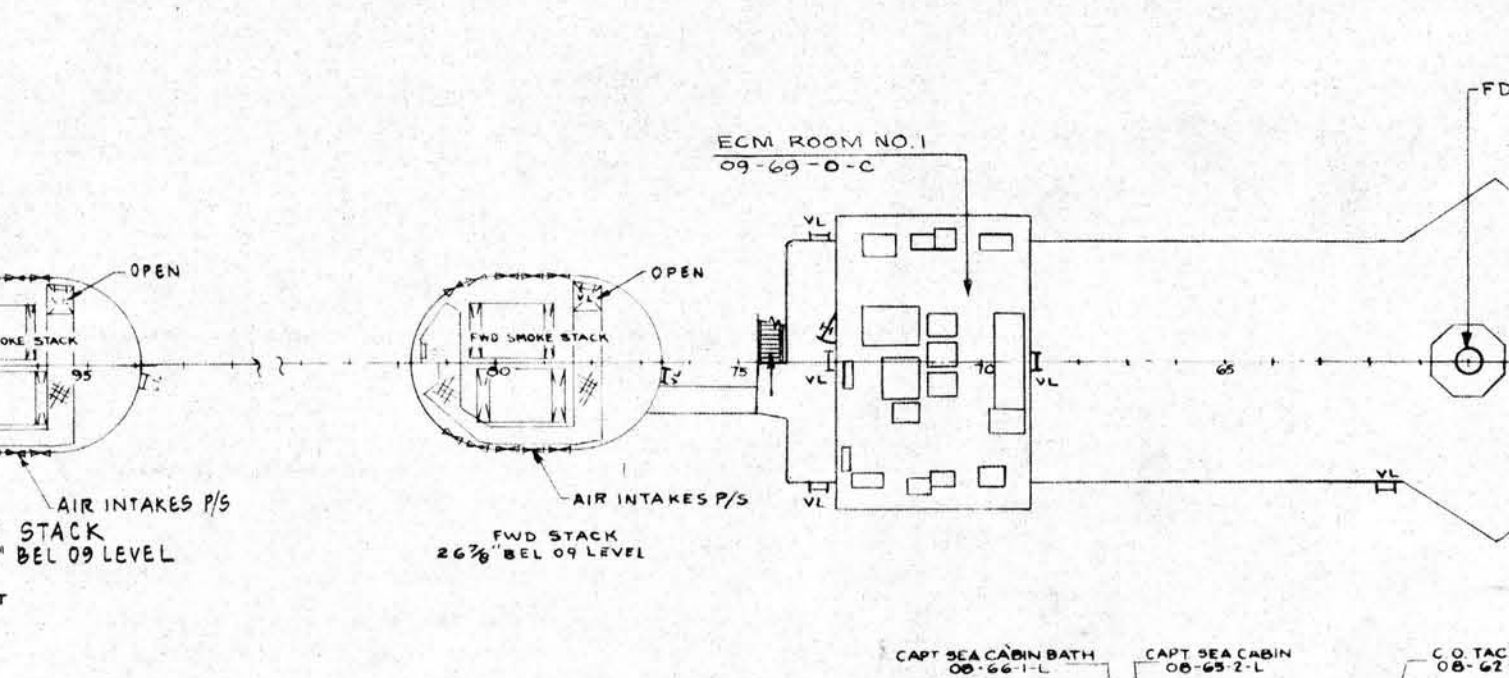 FD
ECM ROOM NO.1
09-69-0-C
VL
OPEN
OPEN
VL
OKE STACK
FWD SMOKE STACK
95
80
75
VL
70
VL
65
VL
VL
AIR INTAKES P/S
AIR INTAKES P/S
STACK
" BEL 09 LEVEL
FWD STACK
26⅞" BEL 09 LEVEL
T
CAPT SEA CABIN BATH
08-66-1-L
CAPT SEA CABIN
08-65-2-L
C.O. TAC
08-62